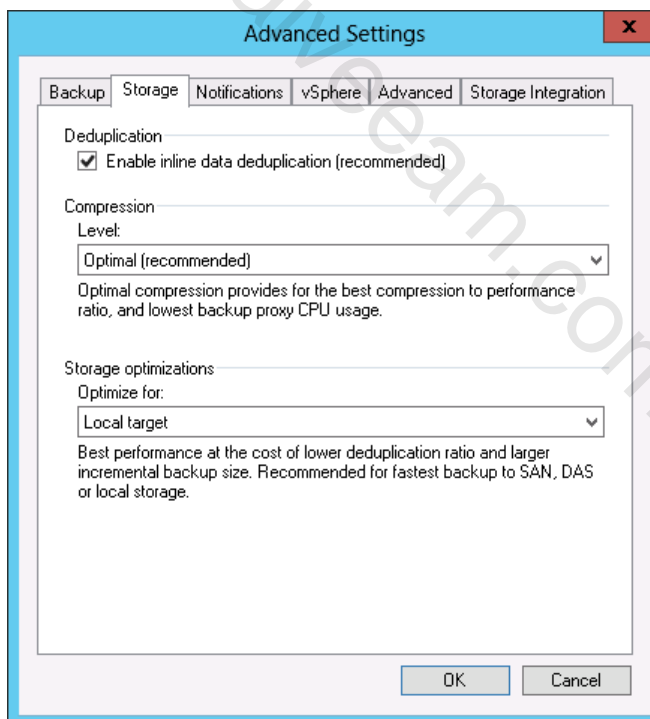 Advanced Settings
x
Backup
Storage
Notifications
vSphere
Advanced
Storage Integration
Deduplication
Enable inline data deduplication (recommended)
Compression
Level:
Optimal (recommended)
Optimal compression provides for the best compression to performance
ratio, and lowest backup proxy CPU usage.
Storage optimizations
Optimize for:
Local target
Best performance at the cost of lower deduplication ratio and larger
incremental backup size. Recommended for fastest backup to SAN, DAS
or local storage.
OK
Cancel
diveeam.com